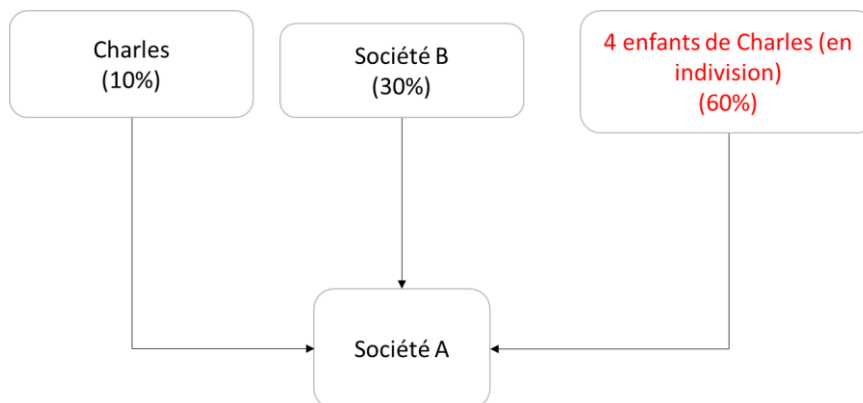 Charles
(10%)
Société B
(30%)
4 enfants de Charles (en
indivision)
(60%)
Société A